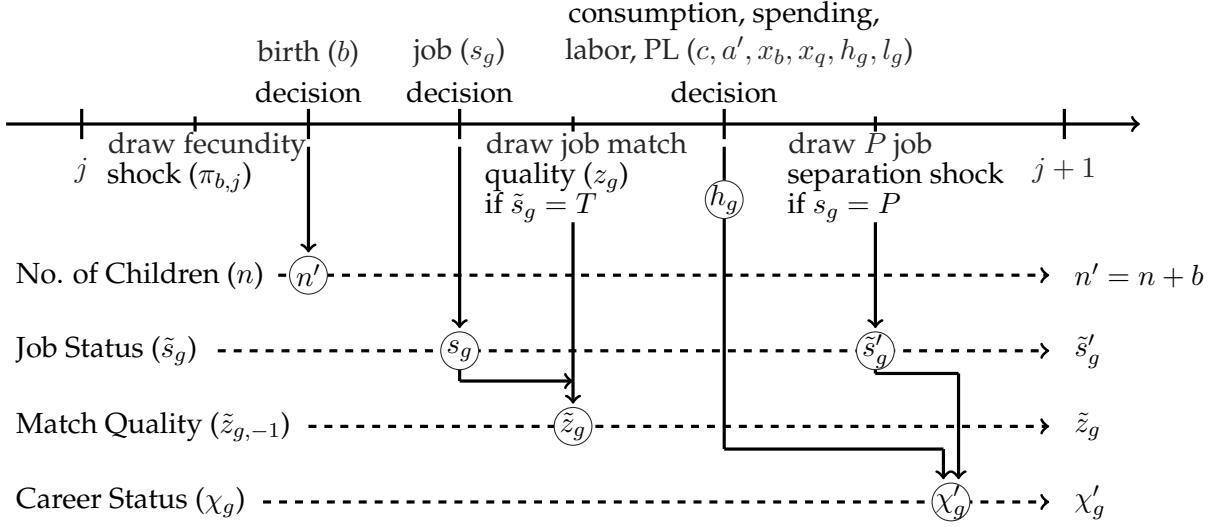 consumption, spending,
birth (b)
job (s_g)
labor, PL (c, a′, x_b, x_q, h_g, l_g)
decision
decision
decision
j
draw fecundity
shock (π_{b,j})
draw job match
quality (z_g)
if s̃_g = T
h_g
draw P job
separation shock
if s_g = P
j + 1
No. of Children (n)
n′
n′ = n + b
Job Status (s̃_g)
s_g
s̃′_g
s̃′_g
Match Quality (z̃_{g,−1})
z̃_g
z̃_g
Career Status (χ_g)
χ′_g
χ′_g